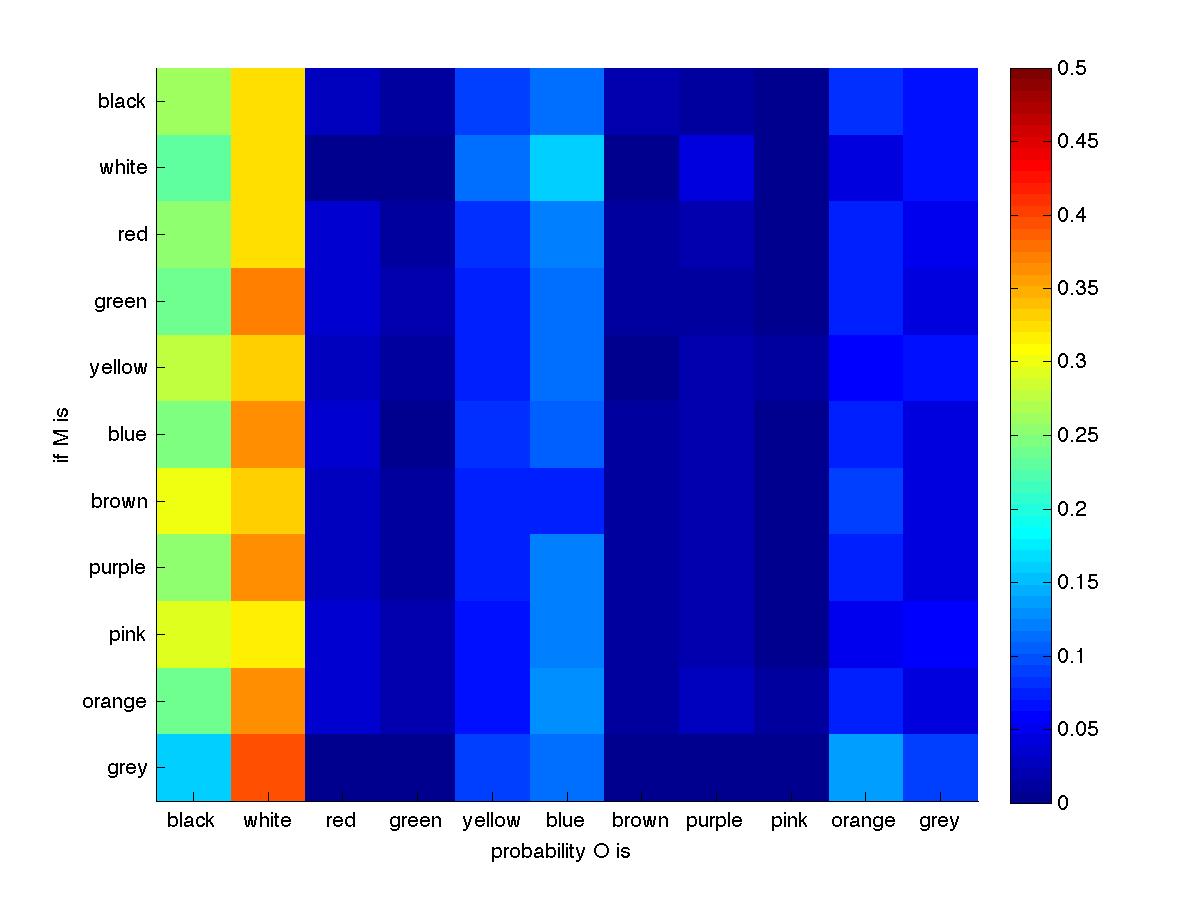 0.5
black
0.45
white
0.4
red
0.35
green
0.3
yellow
0.25
if M is
blue
0.2
brown
0.15
purple
0.1
pink
0.05
orange
grey
0
black white red green yellow blue brown purple pink orange grey
probability O is